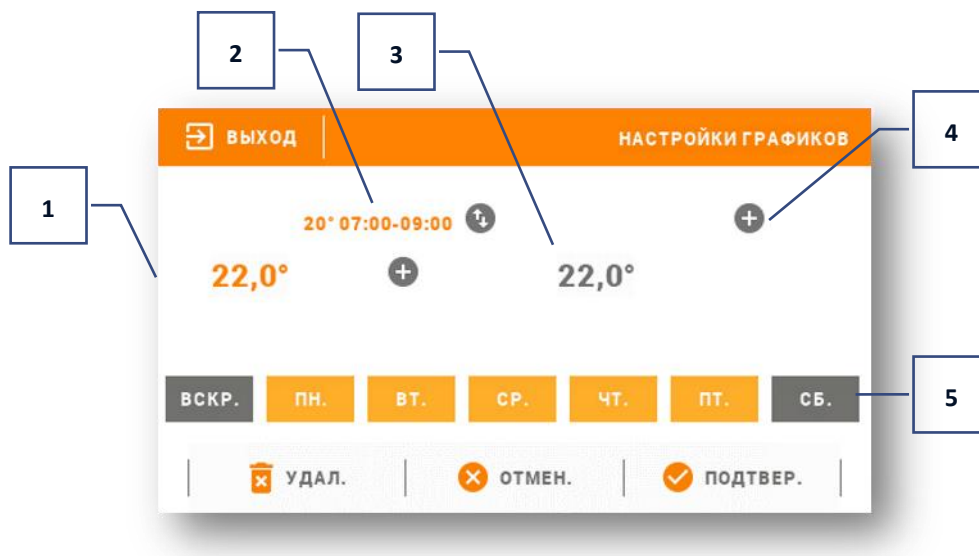 2
3
4
1
5
ВЫХОД
НАСТРОЙКИ ГРАФИКОВ
20° 07:00-09:00
22,0°
22,0°
ВСКР.
ПН.
ВТ.
СР.
ЧТ.
ПТ.
СБ.
УДАЛ.
ОТМЕН.
ПОДТВЕР.